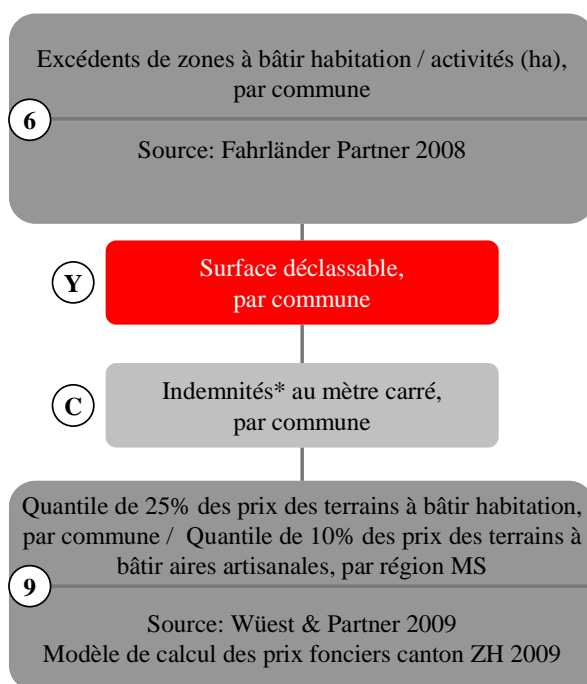 Excédents de zones à bâtir habitation / activités (ha),
par commune
6
Source: Fahrländer Partner 2008
Surface déclassable,
Y
par commune
Indemnités* au mètre carré,
C
par commune
Quantile de 25% des prix des terrains à bâtir habitation,
par commune / Quantile de 10% des prix des terrains à
bâtir aires artisanales, par région MS
9
Source: Wüest & Partner 2009
Modèle de calcul des prix fonciers canton ZH 2009